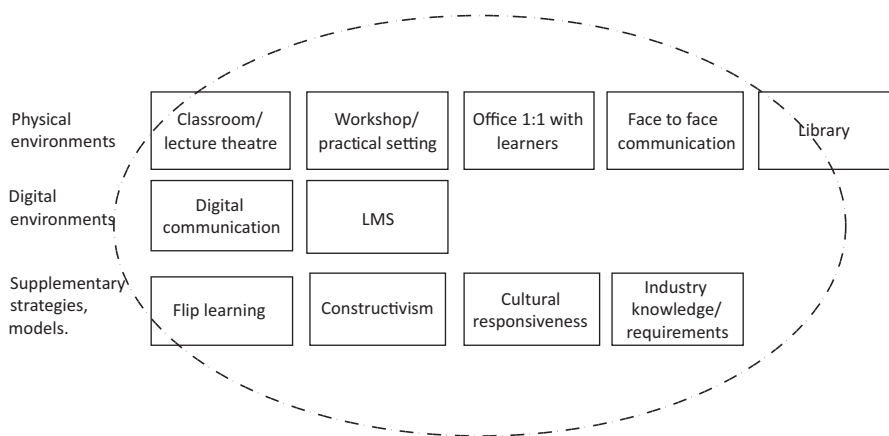 Physical
environments
Classroom/
lecture theatre
Workshop/
practical setting
Office 1:1 with
learners
Face to face
communication
Library
Digital
environments
Digital
communication
LMS
Supplementary
strategies,
models.
Flip learning
Constructivism
Cultural
responsiveness
Industry
knowledge/
requirements